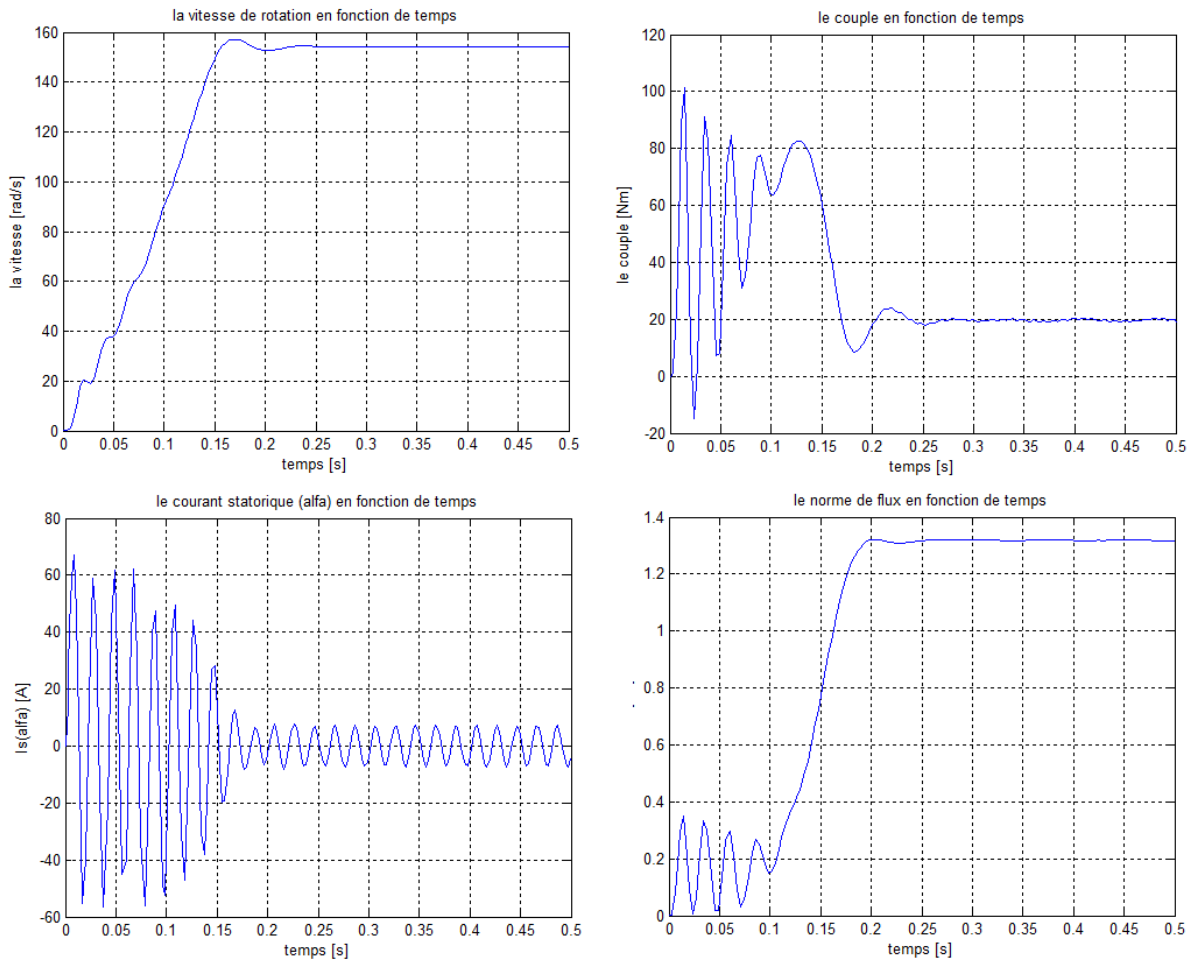 la vitesse de rotation en fonction de temps
la vitesse [rad/s]
160
140
120
100
80
60
40
20
0
0 0.05 0.1 0.15 0.2 0.25 0.3 0.35 0.4 0.45 0.5
temps [s]
le couple en fonction de temps
le couple [Nm]
120
100
80
60
40
20
0
-20
0 0.05 0.1 0.15 0.2 0.25 0.3 0.35 0.4 0.45 0.5
temps [s]
le courant statorique (alfa) en fonction de temps
Is(alfa) [A]
80
60
40
20
0
-20
-40
-60
0 0.05 0.1 0.15 0.2 0.25 0.3 0.35 0.4 0.45 0.5
temps [s]
le norme de flux en fonction de temps
1.4
1.2
1
0.8
0.6
0.4
0.2
0
0 0.05 0.1 0.15 0.2 0.25 0.3 0.35 0.4 0.45 0.5
temps [s]